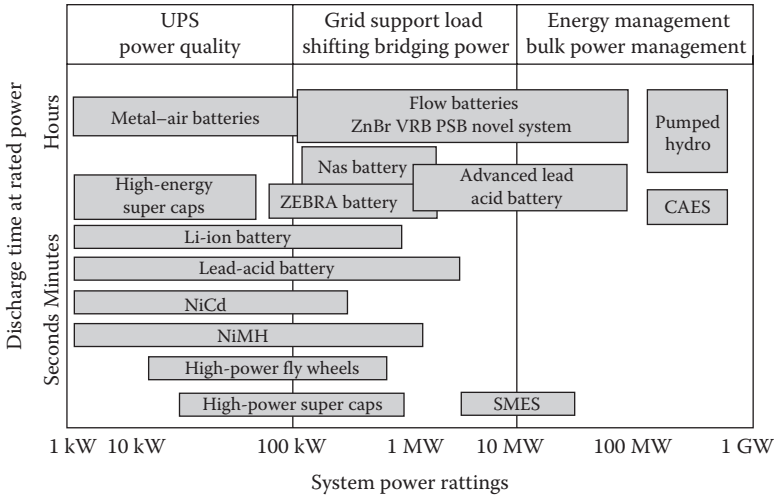 UPS
power quality
Grid support load
shifting bridging power
Energy management
bulk power management
Discharge time at rated power
Hours
Seconds Minutes
Metal–air batteries
Flow batteries
ZnBr VRB PSB novel system
Pumped
hydro
Nas battery
High-energy
super caps
ZEBRA battery
Advanced lead
acid battery
CAES
Li-ion battery
Lead-acid battery
NiCd
NiMH
High-power fly wheels
High-power super caps
SMES
1 kW 10 kW 100 kW 1 MW 10 MW 100 MW 1 GW
System power rattings